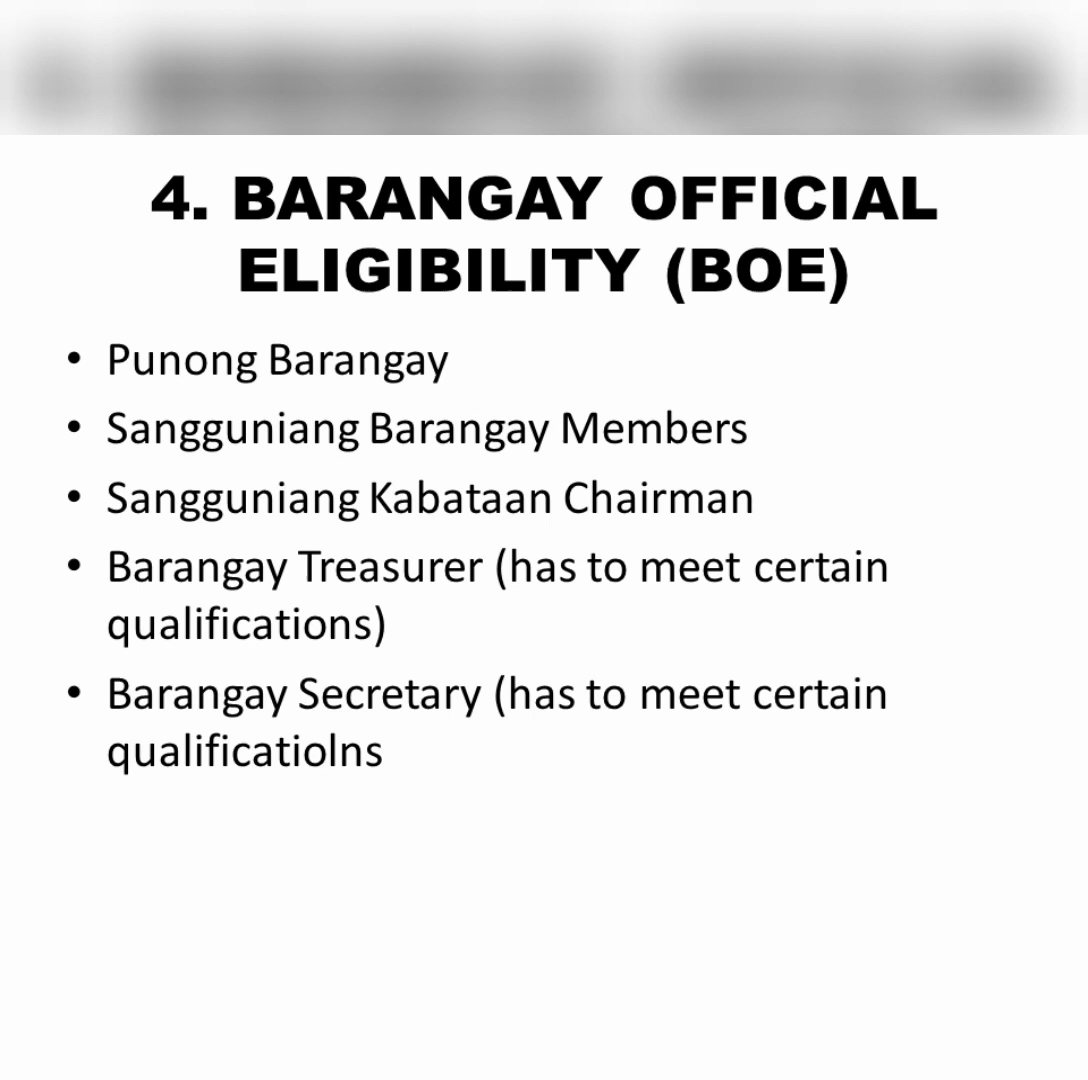 4. BARANGAY OFFICIAL
ELIGIBILITY (BOE)
• Punong Barangay
• Sangguniang Barangay Members
• Sangguniang Kabataan Chairman
• Barangay Treasurer (has to meet certain
qualifications)
• Barangay Secretary (has to meet certain
qualificatiolns